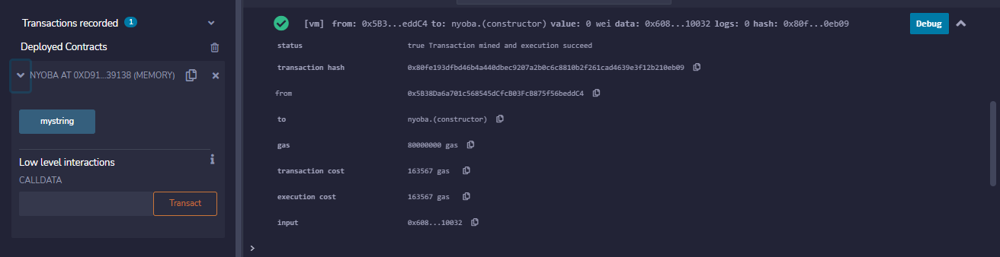 Transactions recorded 1
Deployed Contracts
NYOBA AT 0XD91...39138 (MEMORY)
mystring
Low level interactions
CALLDATA
Transact
[vm] from: 0x5B3...eddC4 to: nyoba.(constructor) value: 0 wei data: 0x608...10032 logs: 0 hash: 0x80f...0eb09
Debug
status true Transaction mined and execution succeed
transaction hash 0x80fe193dfbd46b4a440dbec9207a2b0c6c8810b2f261cad4639e3f12b210eb09
from 0x5B38Da6a701c568545dCfcB03FcB875f56beddC4
to nyoba.(constructor)
gas 80000000 gas
transaction cost 163567 gas
execution cost 163567 gas
input 0x608...10032
>